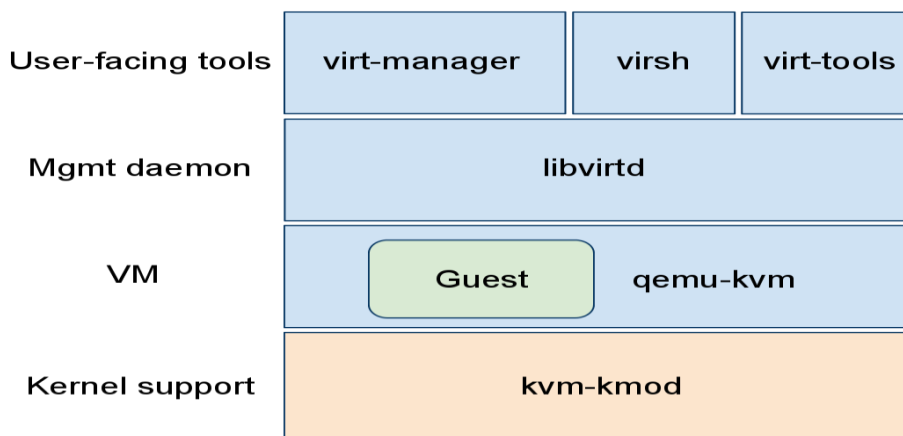 User-facing tools virt-manager virsh virt-tools
Mgmt daemon libvirtd
VM Guest qemu-kvm
Kernel support kvm-kmod